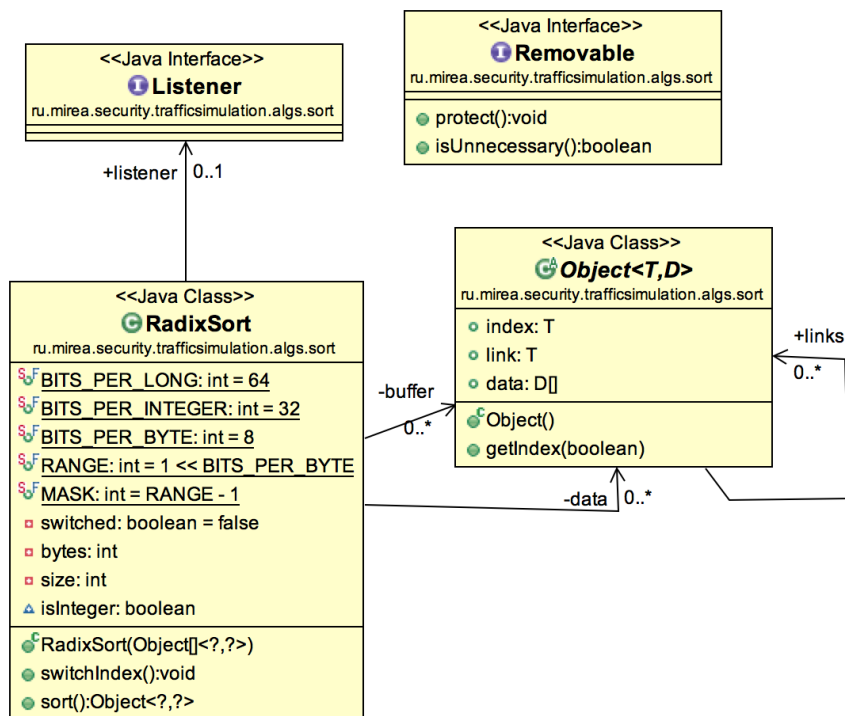 <<Java Interface>>
Listener
ru.mirea.security.trafficsimulation.algs.sort
<<Java Interface>>
Removable
ru.mirea.security.trafficsimulation.algs.sort
protect():void
isUnnecessary():boolean
+listener 0..1
<<Java Class>>
RadixSort
ru.mirea.security.trafficsimulation.algs.sort
BITS_PER_LONG: int = 64
BITS_PER_INTEGER: int = 32
BITS_PER_BYTE: int = 8
RANGE: int = 1 << BITS_PER_BYTE
MASK: int = RANGE - 1
switched: boolean = false
bytes: int
size: int
isInteger: boolean
RadixSort(Object[]<?,?>)
switchIndex():void
sort():Object<?,?>
-buffer
0..*
-data 0..*
<<Java Class>>
Object<T,D>
ru.mirea.security.trafficsimulation.algs.sort
index: T
link: T
data: D[]
Object()
getIndex(boolean)
+links
0..*